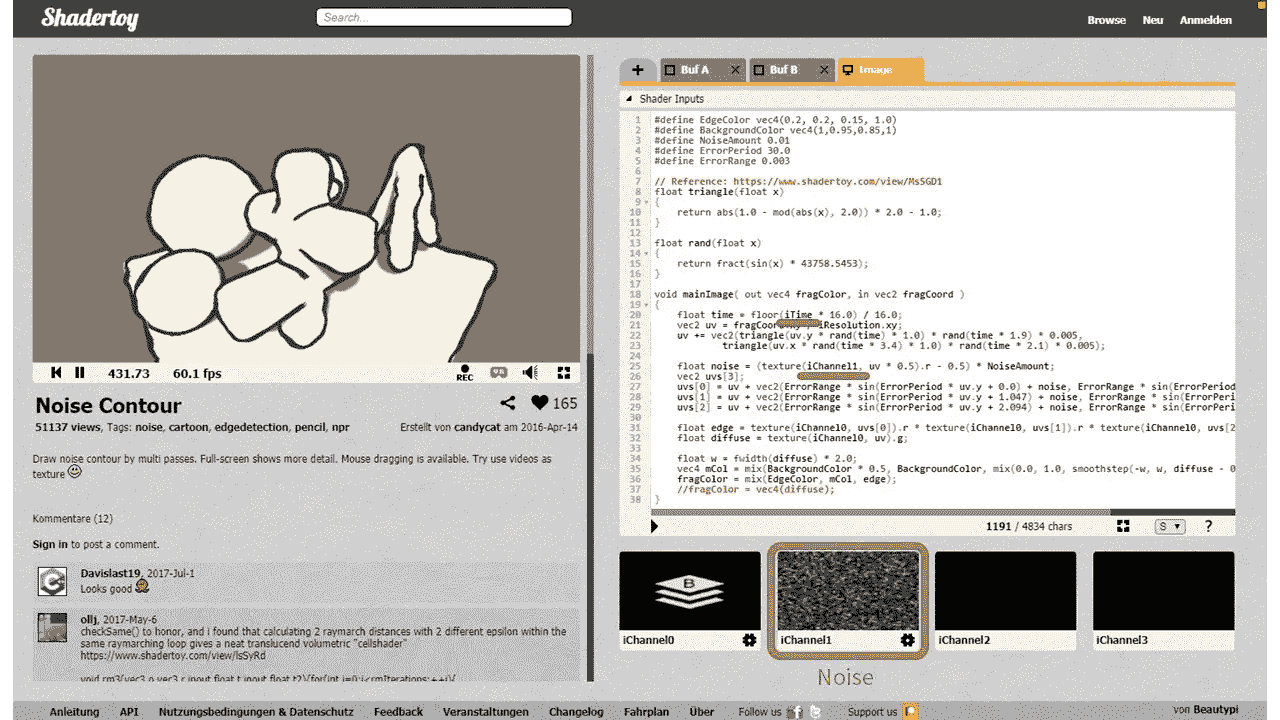 Shadertoy
Search...
Browse Neu Anmelden
431.73 60.1 fps
REC
Noise Contour
165
51137 views, Tags: noise, cartoon, edgedetection, pencil, npr
Erstellt von candycat am 2016-Apr-14
Draw noise contour by multi passes. Full-screen shows more detail. Mouse dragging is available. Try use videos as
texture
Kommentare (12)
Sign in to post a comment.
Davislast19, 2017-Jul-1
Looks good
ollj, 2017-May-6
checkSame() to honor, and i found that calculating 2 raymarch distances with 2 different epsilon within the
same raymarching loop gives a neat translucend volumetric "cellshader"
https://www.shadertoy.com/view/lsSyRd
void rm3(vec3 o,vec3 r,inout float t,inout float t2){for(int i=0;i<rmIterations;++i){
+ Buf A Buf B Image
Shader Inputs
1 #define EdgeColor vec4(0.2, 0.2, 0.15, 1.0)
2 #define BackgroundColor vec4(1,0.95,0.85,1)
3 #define NoiseAmount 0.01
4 #define ErrorPeriod 30.0
5 #define ErrorRange 0.003
6
7 // Reference: https://www.shadertoy.com/view/MsSGD1
8 float triangle(float x)
9 {
10 return abs(1.0 - mod(abs(x), 2.0)) * 2.0 - 1.0;
11 }
12
13 float rand(float x)
14 {
15 return fract(sin(x) * 43758.5453);
16 }
17
18 void mainImage( out vec4 fragColor, in vec2 fragCoord )
19 {
20 float time = floor(iTime * 16.0) / 16.0;
21 vec2 uv = iResolution.xy;
22 uv += vec2(triangle(uv.y * rand(time) * 1.0) * rand(time * 1.9) * 0.005,
23 triangle(uv.x * rand(time * 3.4) * 1.0) * rand(time * 2.1) * 0.005);
24
25 float noise = (texture(iChannel1, uv * 0.5).r - 0.5) * NoiseAmount;
26 vec2 uvs[3];
27 uvs[0] = uv + vec2(ErrorRange * sin(ErrorPeriod * uv.y + 0.0) + noise, ErrorRange * sin(ErrorPeriod
28 uvs[1] = uv + vec2(ErrorRange * sin(ErrorPeriod * uv.y + 1.047) + noise, ErrorRange * sin(ErrorPeri
29 uvs[2] = uv + vec2(ErrorRange * sin(ErrorPeriod * uv.y + 2.094) + noise, ErrorRange * sin(ErrorPeri
30
31 float edge = texture(iChannel0, uvs[0]).r * texture(iChannel0, uvs[1]).r * texture(iChannel0, uvs[2
32 float diffuse = texture(iChannel0, uv).g;
33
34 float w = fwidth(diffuse) * 2.0;
35 vec4 mCol = mix(BackgroundColor * 0.5, BackgroundColor, mix(0.0, 1.0, smoothstep(-w, w, diffuse - 0
36 fragColor = mix(EdgeColor, mCol, edge);
37 //fragColor = vec4(diffuse);
38 }
1191 / 4834 chars S ?
B
iChannel0 iChannel1 iChannel2 iChannel3
Noise
Anleitung API Nutzungsbedingungen & Datenschutz Feedback Veranstaltungen Changelog Fahrplan Über Follow us Support us von Beautypi